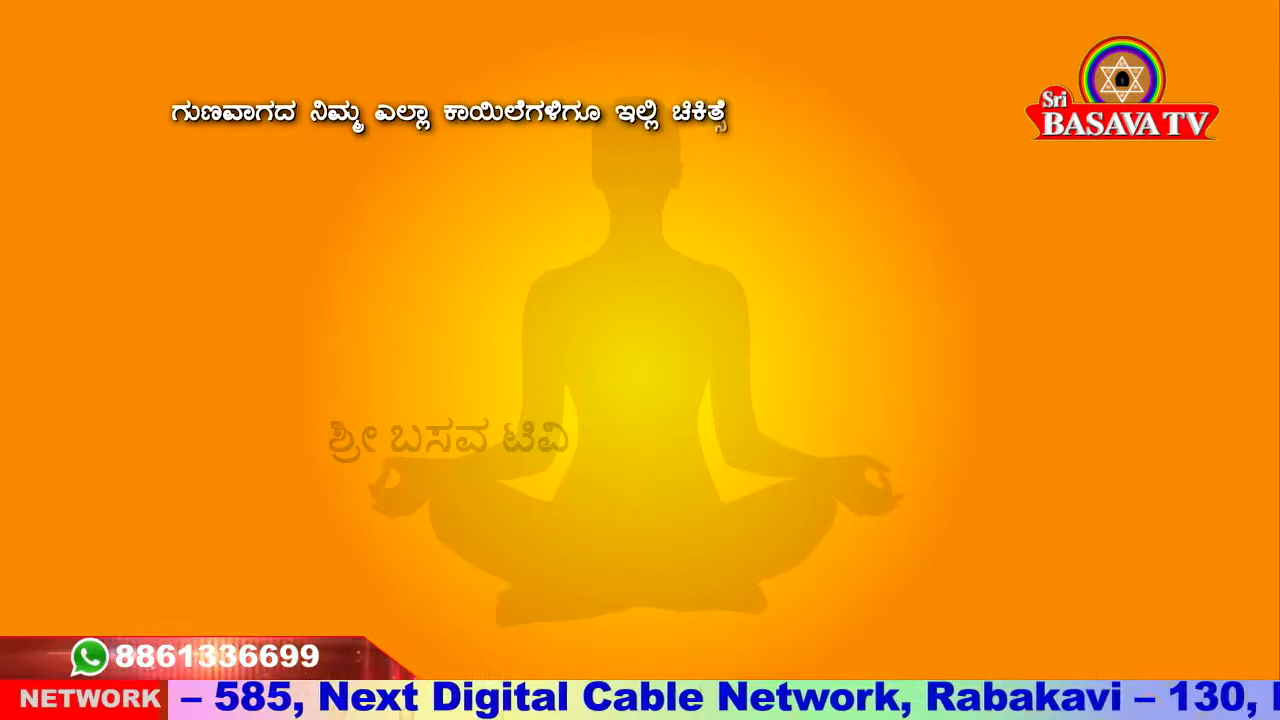 ಗುಣವಾಗದ ನಿಮ್ಮ ಎಲ್ಲಾ ಕಾಯಿಲೆಗಳಿಗೂ ಇಲ್ಲಿ ಚಿಕಿತ್ಸೆ
Sri
BASAVA TV
ಶ್ರೀ ಬಸವ ಟಿವಿ
8861336699
NETWORK – 585, Next Digital Cable Network, Rabakavi – 130,